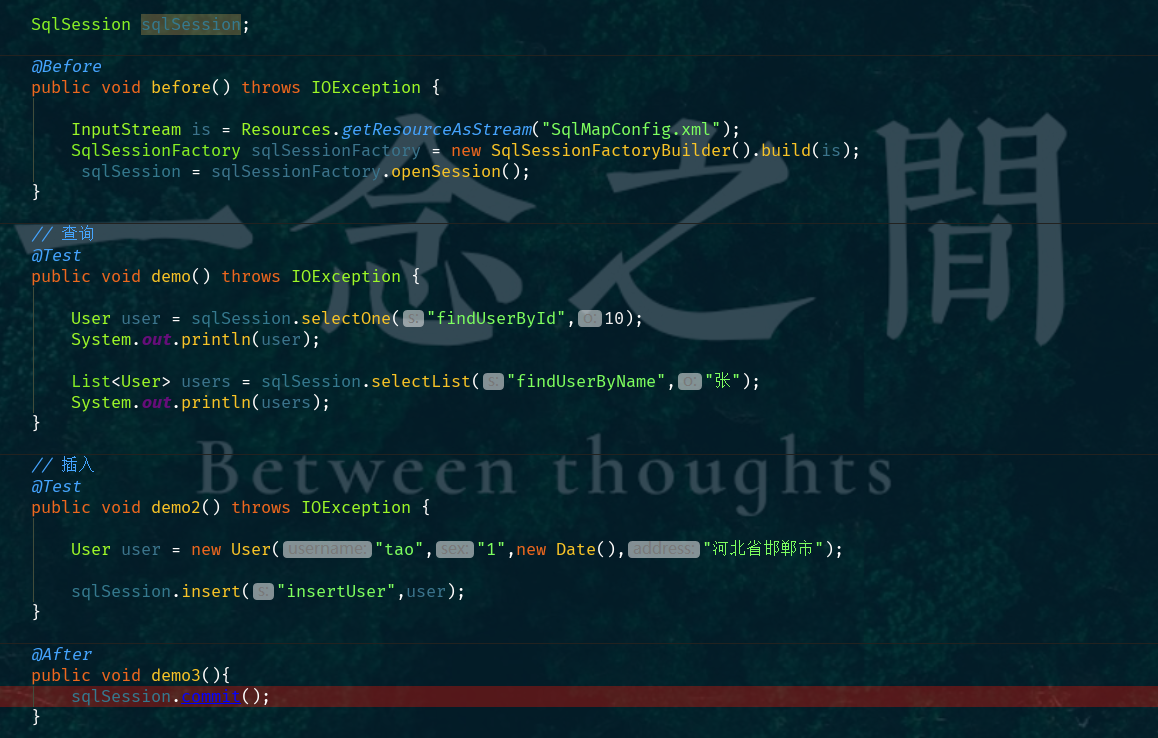 SqlSession sqlSession;
@Before
public void before() throws IOException {
InputStream is = Resources.getResourceAsStream("SqlMapConfig.xml");
SqlSessionFactory sqlSessionFactory = new SqlSessionFactoryBuilder().build(is);
sqlSession = sqlSessionFactory.openSession();
}
一念之間
// 查询
@Test
public void demo() throws IOException {
User user = sqlSession.selectOne( s: "findUserById", o: 10);
System.out.println(user);
List<User> users = sqlSession.selectList( s: "findUserByName", o: "张");
System.out.println(users);
}
Between thoughts
// 插入
@Test
public void demo2() throws IOException {
User user = new User( username: "tao", sex: "1",new Date(), address: "河北省邯郸市");
sqlSession.insert( s: "insertUser",user);
}
@After
public void demo3(){
sqlSession.commit();
}